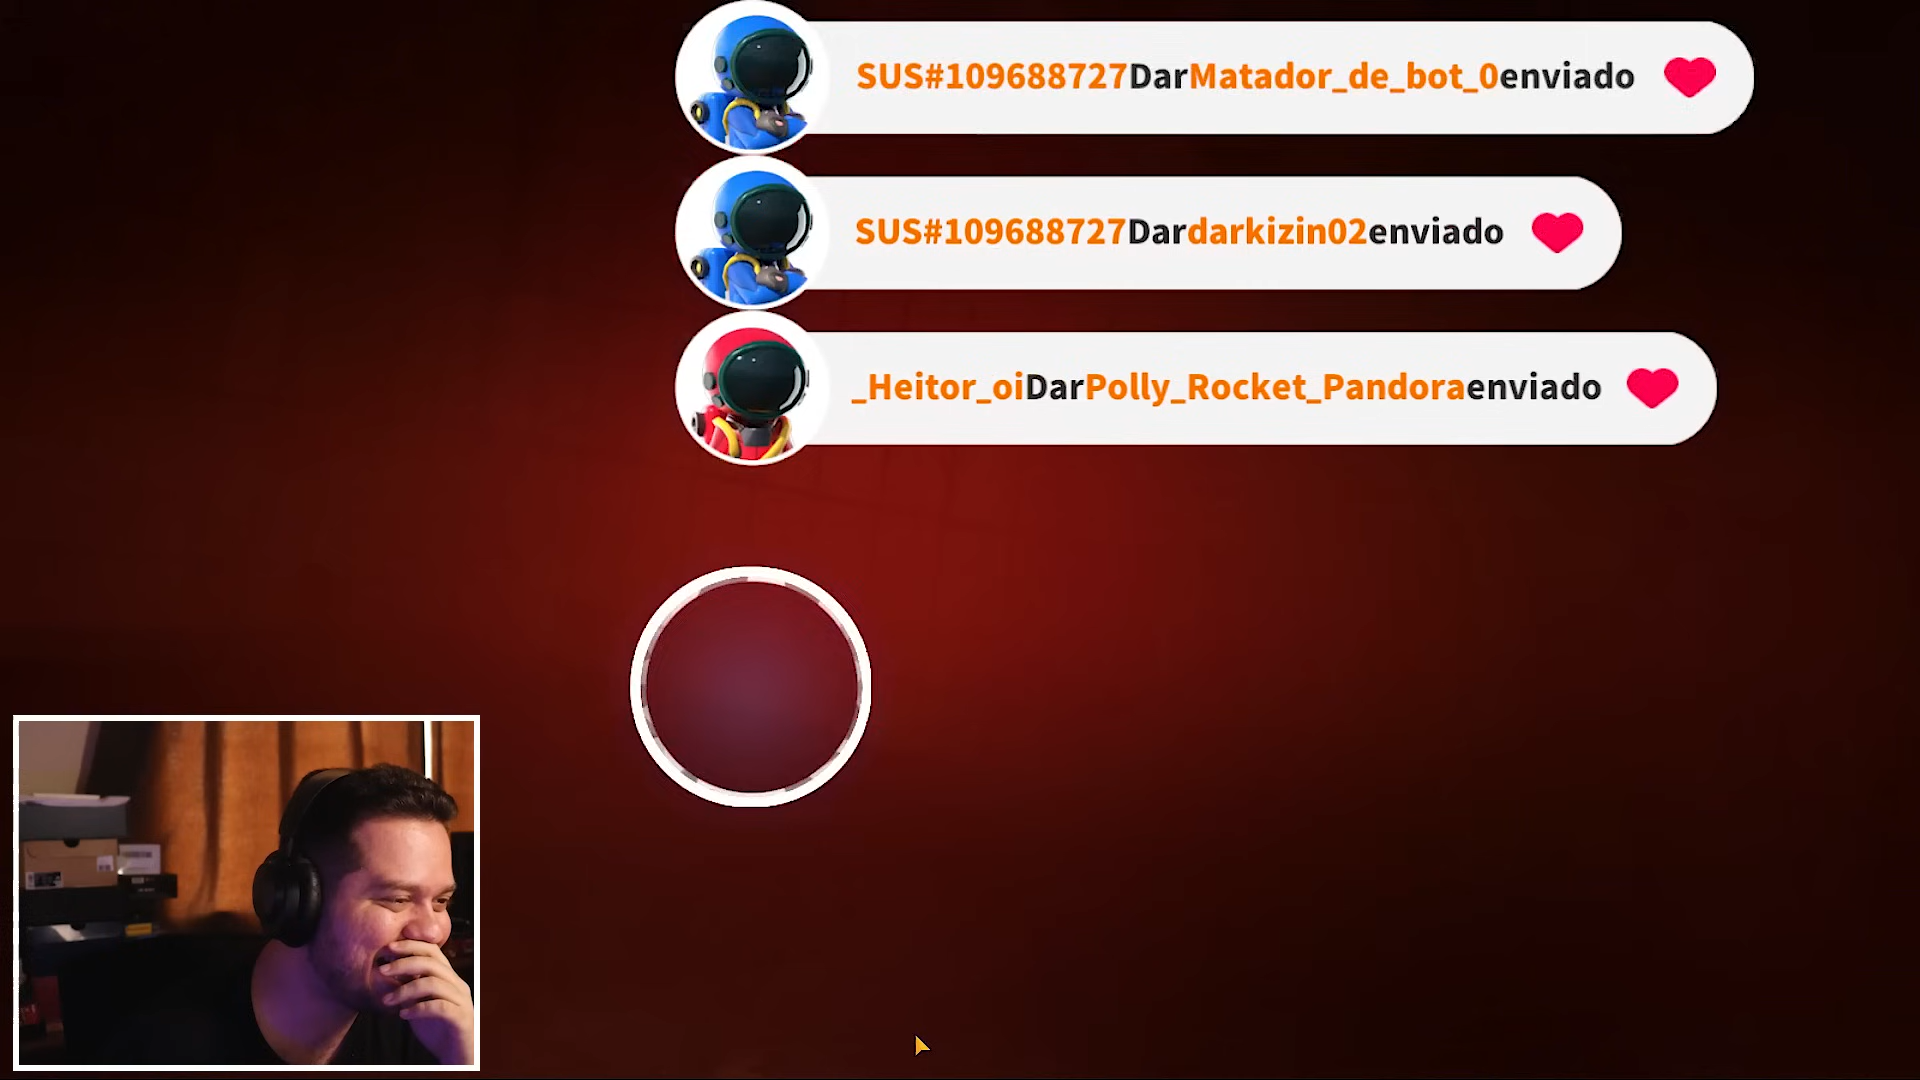 SUS#109688727DarMatador_de_bot_0enviado
SUS#109688727Dardarkizin02enviado
_Heitor_oiDarPolly_Rocket_Pandoraenviado